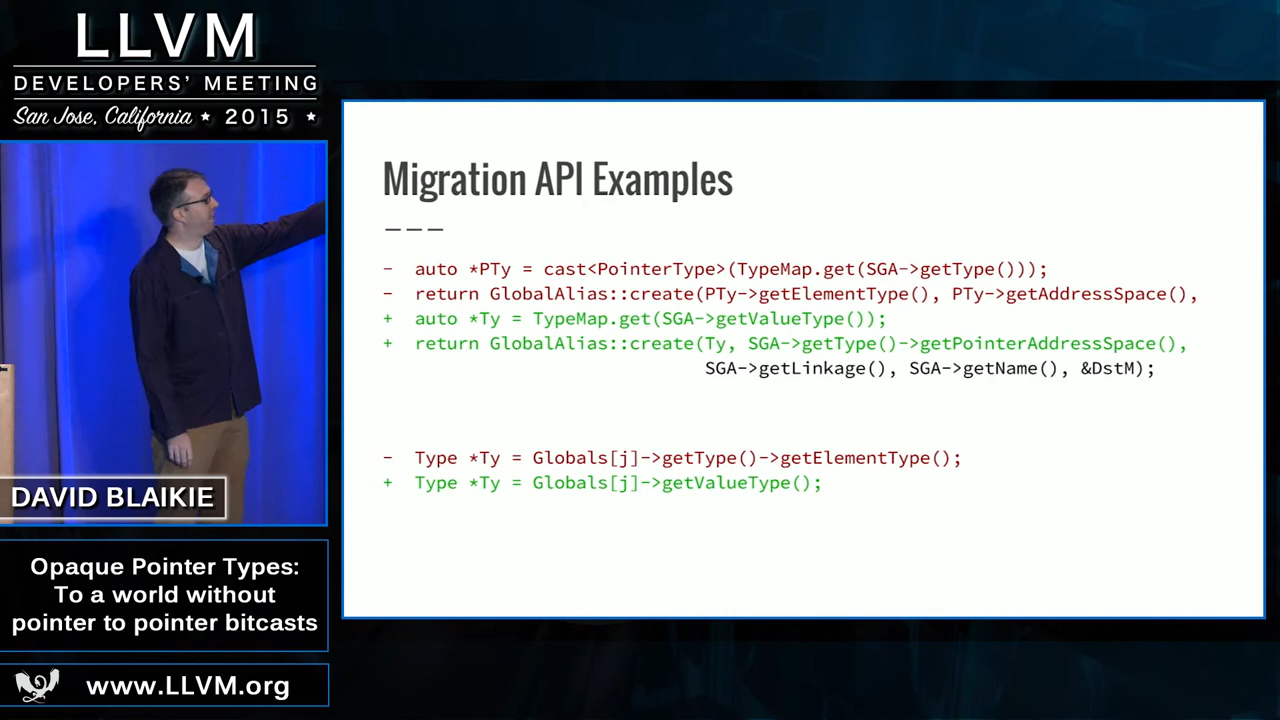 LLVM
DEVELOPERS' MEETING
San Jose, California ★ 2015 ★
DAVID BLAIKIE
Opaque Pointer Types:
To a world without
pointer to pointer bitcasts
www.LLVM.org
Migration API Examples
- auto *PTy = cast<PointerType>(TypeMap.get(SGA->getType()));
- return GlobalAlias::create(PTy->getElementType(), PTy->getAddressSpace(),
+ auto *Ty = TypeMap.get(SGA->getValueType());
+ return GlobalAlias::create(Ty, SGA->getType()->getPointerAddressSpace(),
SGA->getLinkage(), SGA->getName(), &DstM);
- Type *Ty = Globals[j]->getType()->getElementType();
+ Type *Ty = Globals[j]->getValueType();